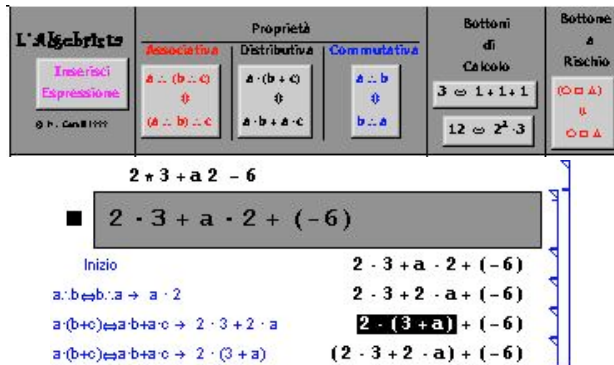 L'Algebrista
Inserisci
Espressione
Proprietà
Associativa Distributiva Commutativa
a ∴ (b ∴ c)
⇕
(a ∴ b) ∴ c
a·(b + c)
⇕
a·b + a·c
a ∴ b
⇕
b ∴ a
Bottoni
di
Calcolo
3 ⇔ 1+1+1
12 ⇔ 2²·3
Bottone
a
Rischio
(○ □ △)
⇓
○ □ △
2 * 3 + a 2 - 6
2 · 3 + a · 2 + (-6)
Inizio 2 · 3 + a · 2 + (-6)
a∴b⇔b∴a → a · 2 2 · 3 + 2 · a + (-6)
a·(b+c)⇔a·b+a·c → 2 · 3 + 2 · a 2 · (3 + a) + (-6)
a·(b+c)⇔a·b+a·c → 2 · (3 + a) (2 · 3 + 2 · a) + (-6)